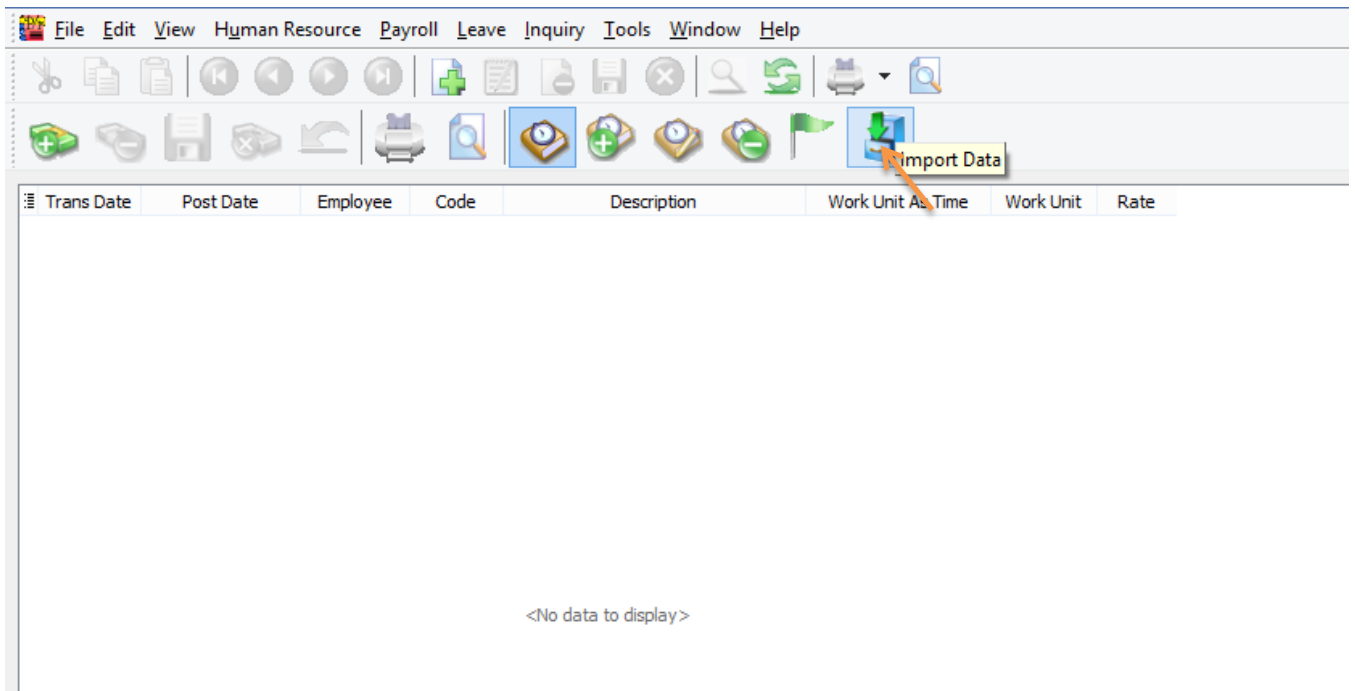 File Edit View Human Resource Payroll Leave Inquiry Tools Window Help
Import Data
Trans Date Post Date Employee Code Description Work Unit As Time Work Unit Rate
<No data to display>